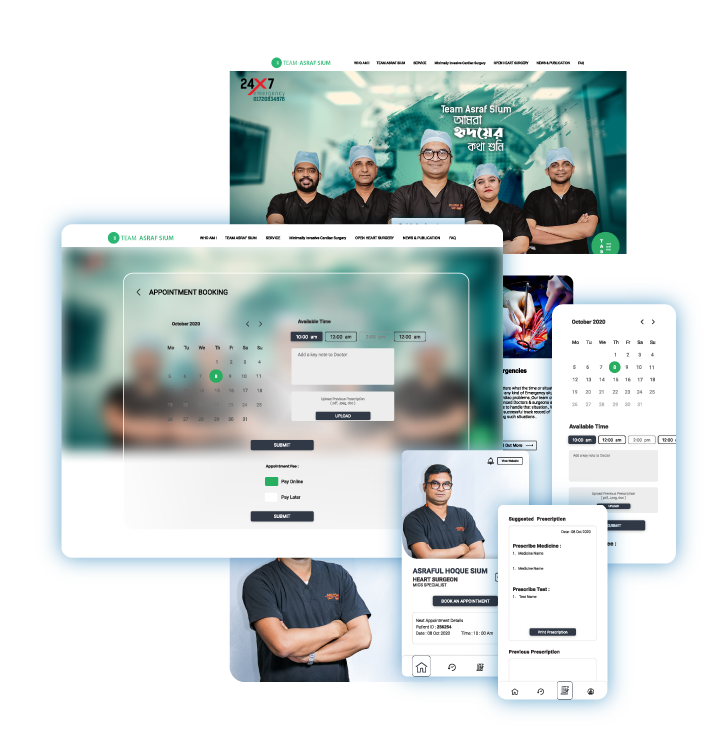 TEAM ASRAF SIUM
WHO AM I TEAM ASRAF SIUM SERVICE Minimally Invasive Cardiac Surgery OPEN HEART SURGERY NEWS & PUBLICATION FAQ
24X7
Emergency
01726834878
Team Asraf Sium
আমরা
হৃদয়ের
কথা শুনি
TEAM ASRAF SIUM
WHO AM I TEAM ASRAF SIUM SERVICE Minimally Invasive Cardiac Surgery OPEN HEART SURGERY NEWS & PUBLICATION FAQ
APPOINTMENT BOOKING
October 2020
Mo Tu We Th Fr Sa Su
1 2 3 4
5 6 7 8 9 10 11
12 13 14 15 16 17 18
19 20 21 22 23 24 25
26 27 28 29 30 31
Available Time
10:00 am 12:00 am 2:00 am 12:00 am
Add a key note to Doctor
Upload Previous Prescription
(.pdf, Jpeg, doc)
UPLOAD
SUBMIT
Appointment Fee :
Pay Online
Pay Later
SUBMIT
rgencies
d Out More
October 2020
Mo Tu We Th Fr Sa Su
1 2 3 4
5 6 7 8 9 10 11
12 13 14 15 16 17 18
19 20 21 22 23 24 25
26 27 28 29 30 31
Available Time
10:00 am 12:00 am 2:00 am 12:00
Add a key note to Doctor
Upload Previous Prescription
(.pdf, Jpeg, doc)
UPLOAD
UBMIT
ee :
View Website
ASRAFUL HOQUE SIUM
HEART SURGEON
MICS SPECIALIST
BOOK AN APPOINTMENT
Next Appointment Details
Patient ID : 256254
Date : 08 Oct 2020 Time : 10 : 00 Am
Suggested Prescription
Date : 08 Oct 2020
Prescribe Medicine :
1. Medicine Name
1. Medicine Name
Prescribe Test :
1. Test Name
Print Prescription
Previous Prescription